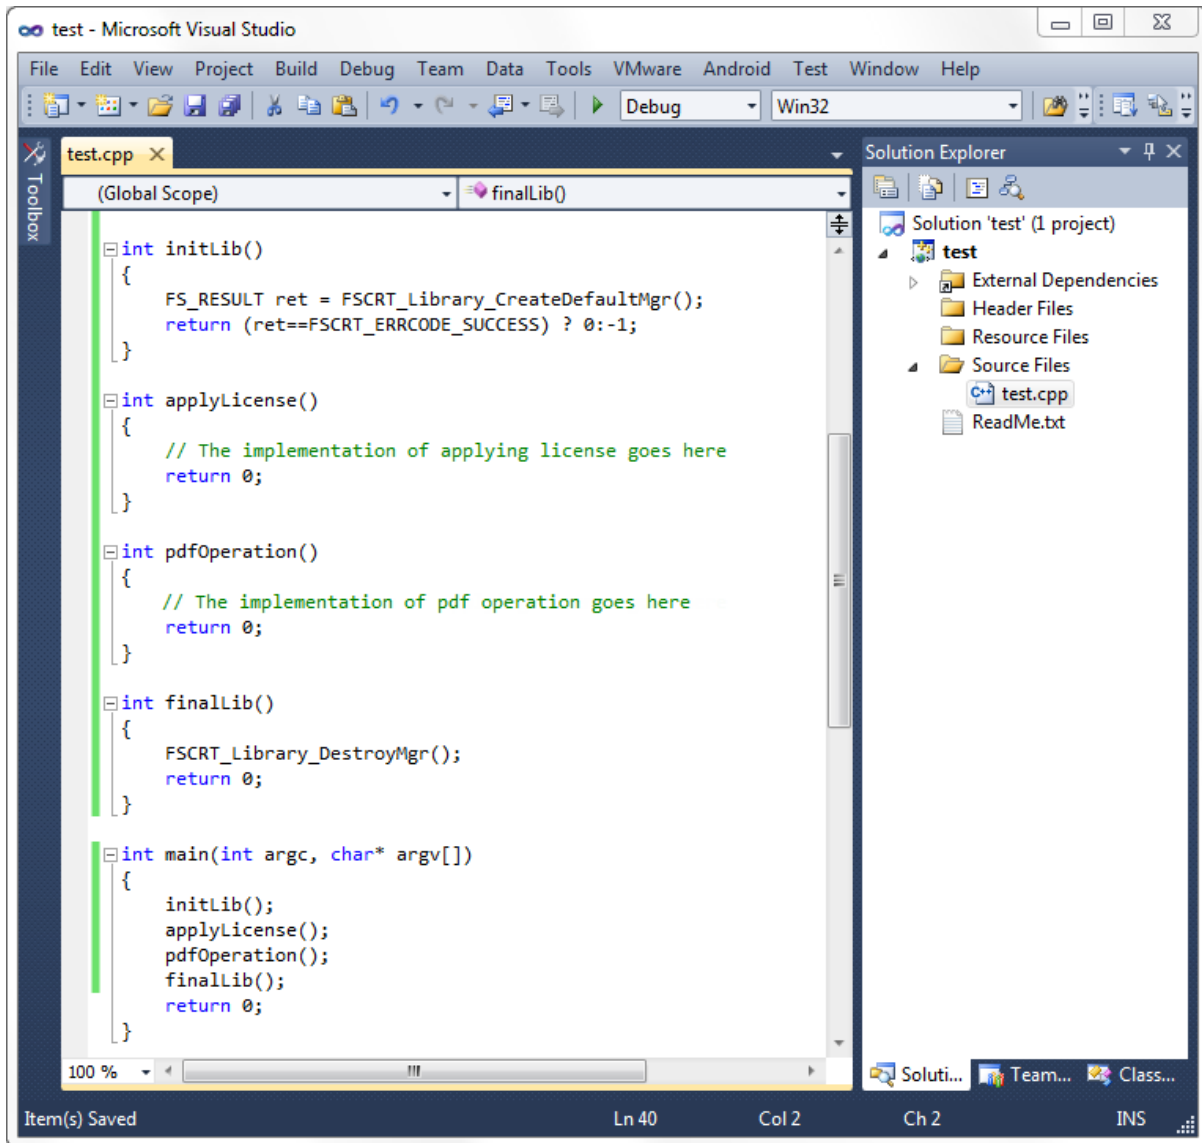 test - Microsoft Visual Studio
File Edit View Project Build Debug Team Data Tools VMware Android Test Window Help
Debug Win32
Toolbox
test.cpp
(Global Scope) finalLib()
int initLib()
{
FS_RESULT ret = FSCRT_Library_CreateDefaultMgr();
return (ret==FSCRT_ERRCODE_SUCCESS) ? 0:-1;
}
int applyLicense()
{
// The implementation of applying license goes here
return 0;
}
int pdfOperation()
{
// The implementation of pdf operation goes here
return 0;
}
int finalLib()
{
FSCRT_Library_DestroyMgr();
return 0;
}
int main(int argc, char* argv[])
{
initLib();
applyLicense();
pdfOperation();
finalLib();
return 0;
}
100 %
Solution Explorer
Solution 'test' (1 project)
test
External Dependencies
Header Files
Resource Files
Source Files
test.cpp
ReadMe.txt
Soluti... Team... Class...
Item(s) Saved Ln 40 Col 2 Ch 2 INS